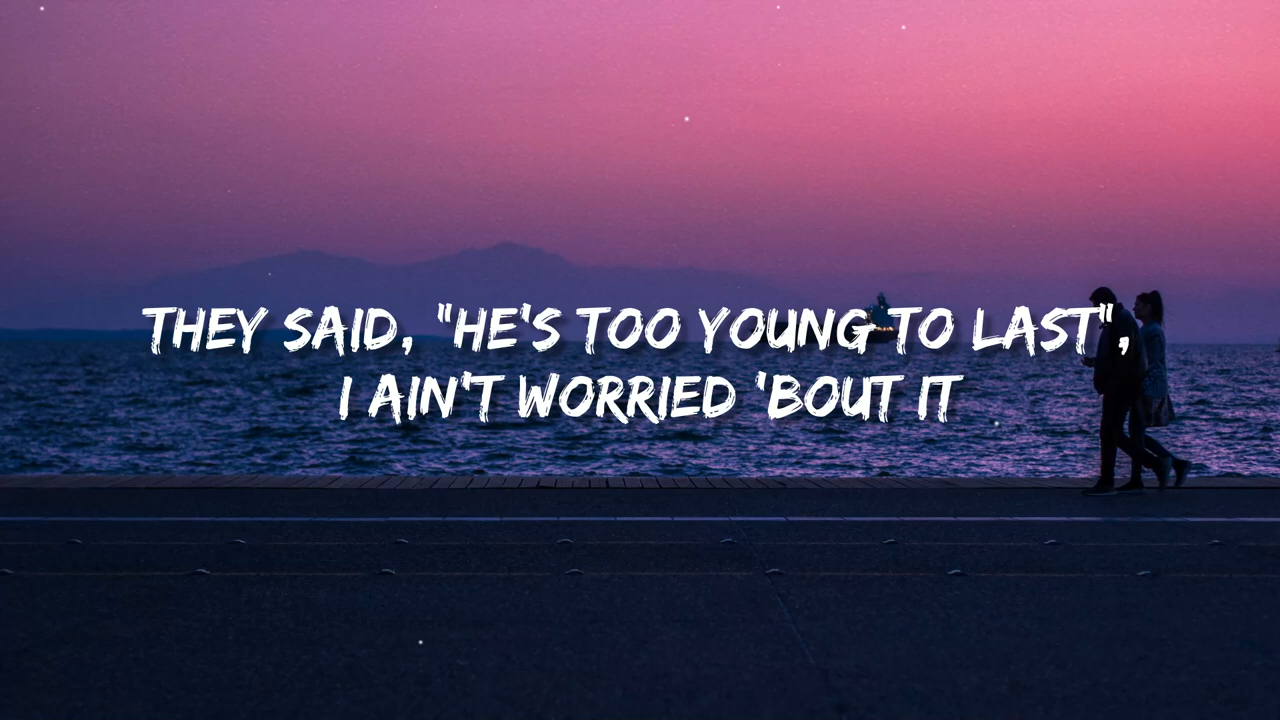 THEY SAID, "HE'S TOO YOUNG TO LAST",
I AIN'T WORRIED 'BOUT IT